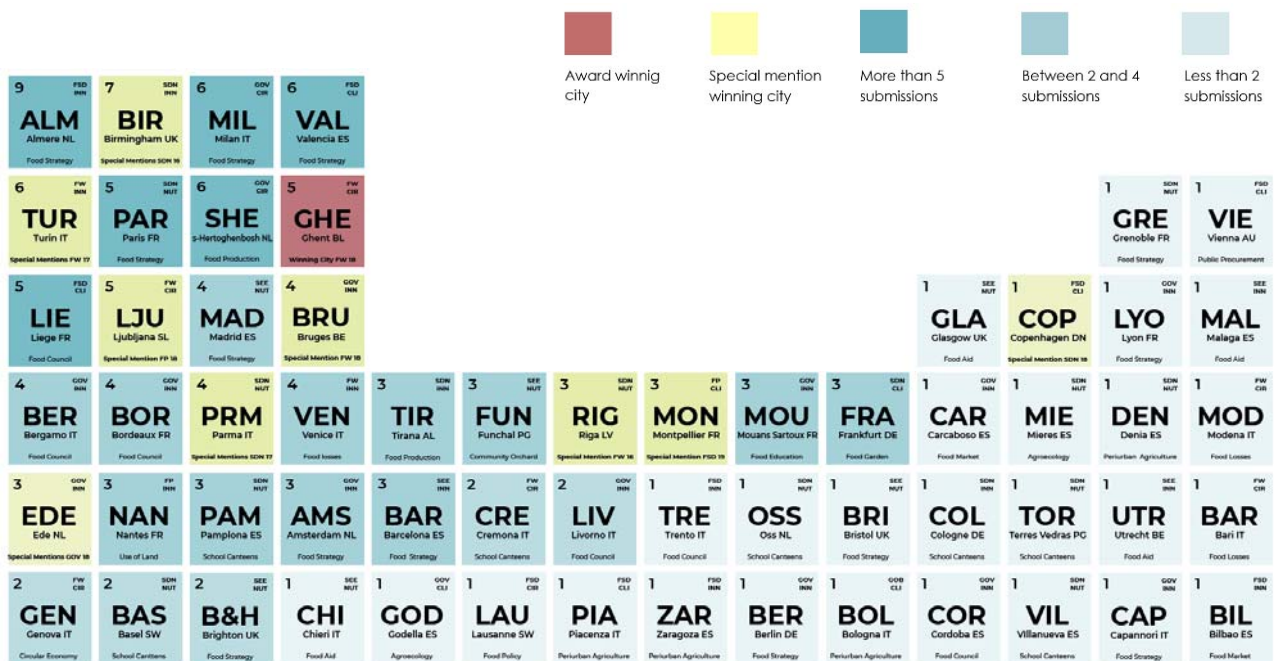 Award winnig
city
Special mention
winning city
More than 5
submissions
Between 2 and 4
submissions
Less than 2
submissions
9 FSD
INN
ALM
Almere NL
Food Strategy
7 SDN
INN
BIR
Birmingham UK
Special Mentions SDN 16
6 GOV
CIR
MIL
Milan IT
Food Strategy
6 FSD
CLI
VAL
Valencia ES
Food Strategy
6 FW
INN
TUR
Turin IT
Special Mentions FW 17
5 SDN
NUT
PAR
Paris FR
Food Strategy
6 GOV
CIR
SHE
s-Hertoghenbosh NL
Food Production
5 FW
CIR
GHE
Ghent BL
Winning City FW 18
1 SDN
NUT
GRE
Grenoble FR
Food Strategy
1 FSD
CLI
VIE
Vienna AU
Public Procurement
5 FSD
CLI
LIE
Liege FR
Food Council
5 FW
CIR
LJU
Ljubljana SL
Special Mention FP 18
4 SEE
NUT
MAD
Madrid ES
Food Strategy
4 GOV
INN
BRU
Bruges BE
Special Mention FW 18
1 SEE
NUT
GLA
Glasgow UK
Food Aid
1 FSD
CLI
COP
Copenhagen DN
Special Mention SDN 18
1 GOV
INN
LYO
Lyon FR
Food Strategy
1 SEE
INN
MAL
Malaga ES
Food Aid
4 GOV
INN
BER
Bergamo IT
Food Council
4 GOV
INN
BOR
Bordeaux FR
Food Council
4 SDN
NUT
PRM
Parma IT
Special Mentions SDN 17
4 FW
INN
VEN
Venice IT
Food losses
3 SDN
INN
TIR
Tirana AL
Food Production
3 SEE
NUT
FUN
Funchal PG
Community Orchard
3 SDN
NUT
RIG
Riga LV
Special Mention FW 16
3 FP
CLI
MON
Montpellier FR
Special Mention FSD 19
3 GOV
INN
MOU
Mouans Sartoux FR
Food Education
3 SDN
CLI
FRA
Frankfurt DE
Food Garden
1 GOV
INN
CAR
Carcaboso ES
Food Market
1 SDN
NUT
MIE
Mieres ES
Agroecology
1 SDN
NUT
DEN
Denia ES
Periurban Agriculture
1 FW
CIR
MOD
Modena IT
Food Losses
3 GOV
INN
EDE
Ede NL
Special Mentions GOV 18
3 FP
INN
NAN
Nantes FR
Use of Land
3 SDN
NUT
PAM
Pamplona ES
School Canteens
3 GOV
INN
AMS
Amsterdam NL
Food Strategy
3 SEE
INN
BAR
Barcelona ES
Food Strategy
2 FW
CIR
CRE
Cremona IT
School Canteens
2 GOV
INN
LIV
Livorno IT
Food Council
1 FSD
INN
TRE
Trento IT
Food Council
1 SDN
NUT
OSS
Oss NL
School Canteens
1 SEE
NUT
BRI
Bristol UK
Food Strategy
1 GOV
INN
COL
Cologne DE
School Canteens
1 SDN
NUT
TOR
Torres Vedras PG
School Canteens
1 SEE
INN
UTR
Utrecht BE
Food Aid
1 FW
CIR
BAR
Bari IT
Food Losses
2 FW
CIR
GEN
Genova IT
Circular Economy
2 SDN
NUT
BAS
Basel SW
School Canttens
2 SEE
NUT
B&H
Brighton UK
Food Strategy
1 SEE
NUT
CHI
Chieri IT
Food Aid
1 GOV
CLI
GOD
Godella ES
Agroecology
1 FSD
CIR
LAU
Lausanne SW
Food Policy
1 FSD
CLI
PIA
Piacenza IT
Periurban Agriculture
1 FSD
INN
ZAR
Zaragoza ES
Periurban Agriculture
1 GOV
INN
BER
Berlin DE
Food Strategy
1 GOB
CLI
BOL
Bologna IT
Periurban Agriculture
1 GOV
INN
COR
Cordoba ES
Food Council
1 SDN
NUT
VIL
Villanueva ES
School Canteens
1 GOV
INN
CAP
Capannori IT
Food Strategy
1 FSD
INN
BIL
Bilbao ES
Food Market